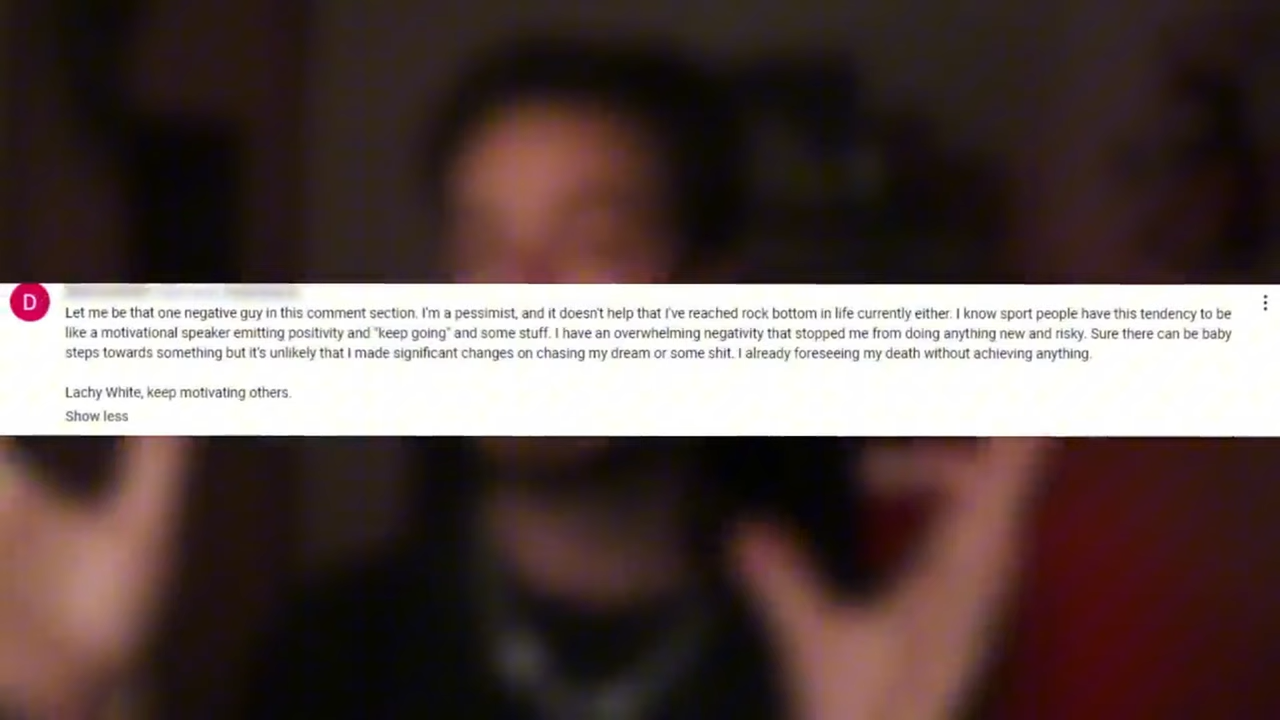 D
Let me be that one negative guy in this comment section. I'm a pessimist, and it doesn't help that I've reached rock bottom in life currently either. I know sport people have this tendency to be
like a motivational speaker emitting positivity and "keep going" and some stuff. I have an overwhelming negativity that stopped me from doing anything new and risky. Sure there can be baby
steps towards something but it's unlikely that I made significant changes on chasing my dream or some shit. I already foreseeing my death without achieving anything.
Lachy White, keep motivating others.
Show less